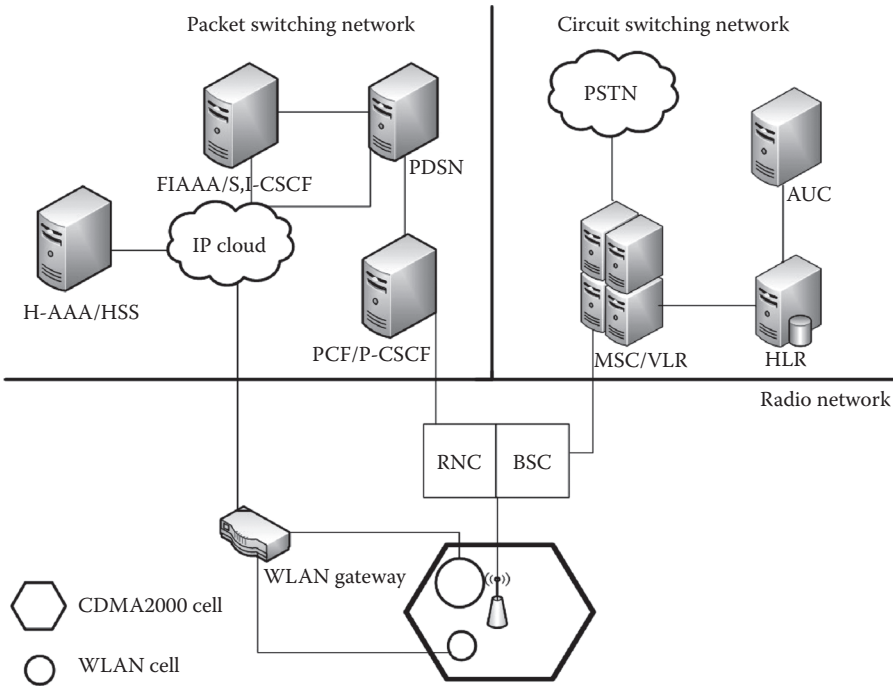 Packet switching network
Circuit switching network
PSTN
FIAAA/S,I-CSCF
PDSN
AUC
IP cloud
H-AAA/HSS
PCF/P-CSCF
MSC/VLR
HLR
Radio network
RNC
BSC
WLAN gateway
CDMA2000 cell
WLAN cell